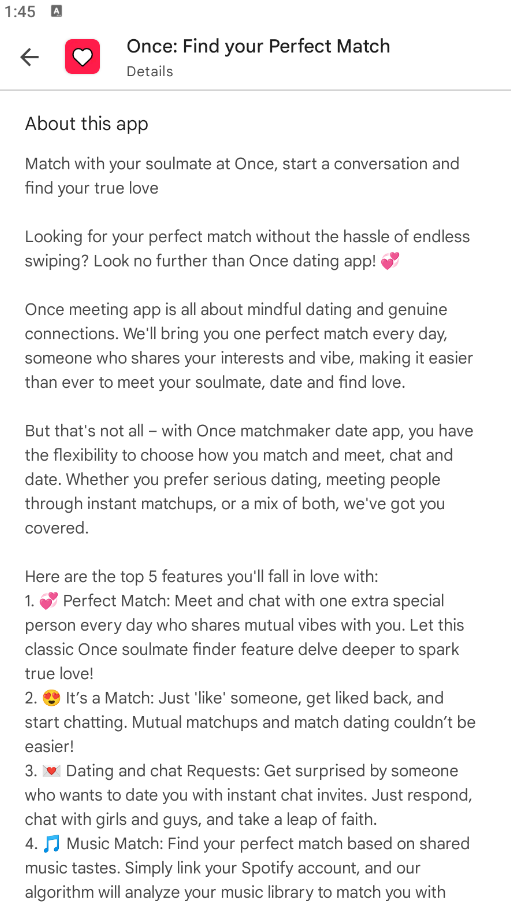 1:45 A
Once: Find your Perfect Match
Details
About this app
Match with your soulmate at Once, start a conversation and
find your true love
Looking for your perfect match without the hassle of endless
swiping? Look no further than Once dating app! 💞
Once meeting app is all about mindful dating and genuine
connections. We'll bring you one perfect match every day,
someone who shares your interests and vibe, making it easier
than ever to meet your soulmate, date and find love.
But that's not all – with Once matchmaker date app, you have
the flexibility to choose how you match and meet, chat and
date. Whether you prefer serious dating, meeting people
through instant matchups, or a mix of both, we've got you
covered.
Here are the top 5 features you'll fall in love with:
1. 💞 Perfect Match: Meet and chat with one extra special
person every day who shares mutual vibes with you. Let this
classic Once soulmate finder feature delve deeper to spark
true love!
2. 😍 It’s a Match: Just 'like' someone, get liked back, and
start chatting. Mutual matchups and match dating couldn’t be
easier!
3. 💌 Dating and chat Requests: Get surprised by someone
who wants to date you with instant chat invites. Just respond,
chat with girls and guys, and take a leap of faith.
4. 🎵 Music Match: Find your perfect match based on shared
music tastes. Simply link your Spotify account, and our
algorithm will analyze your music library to match you with